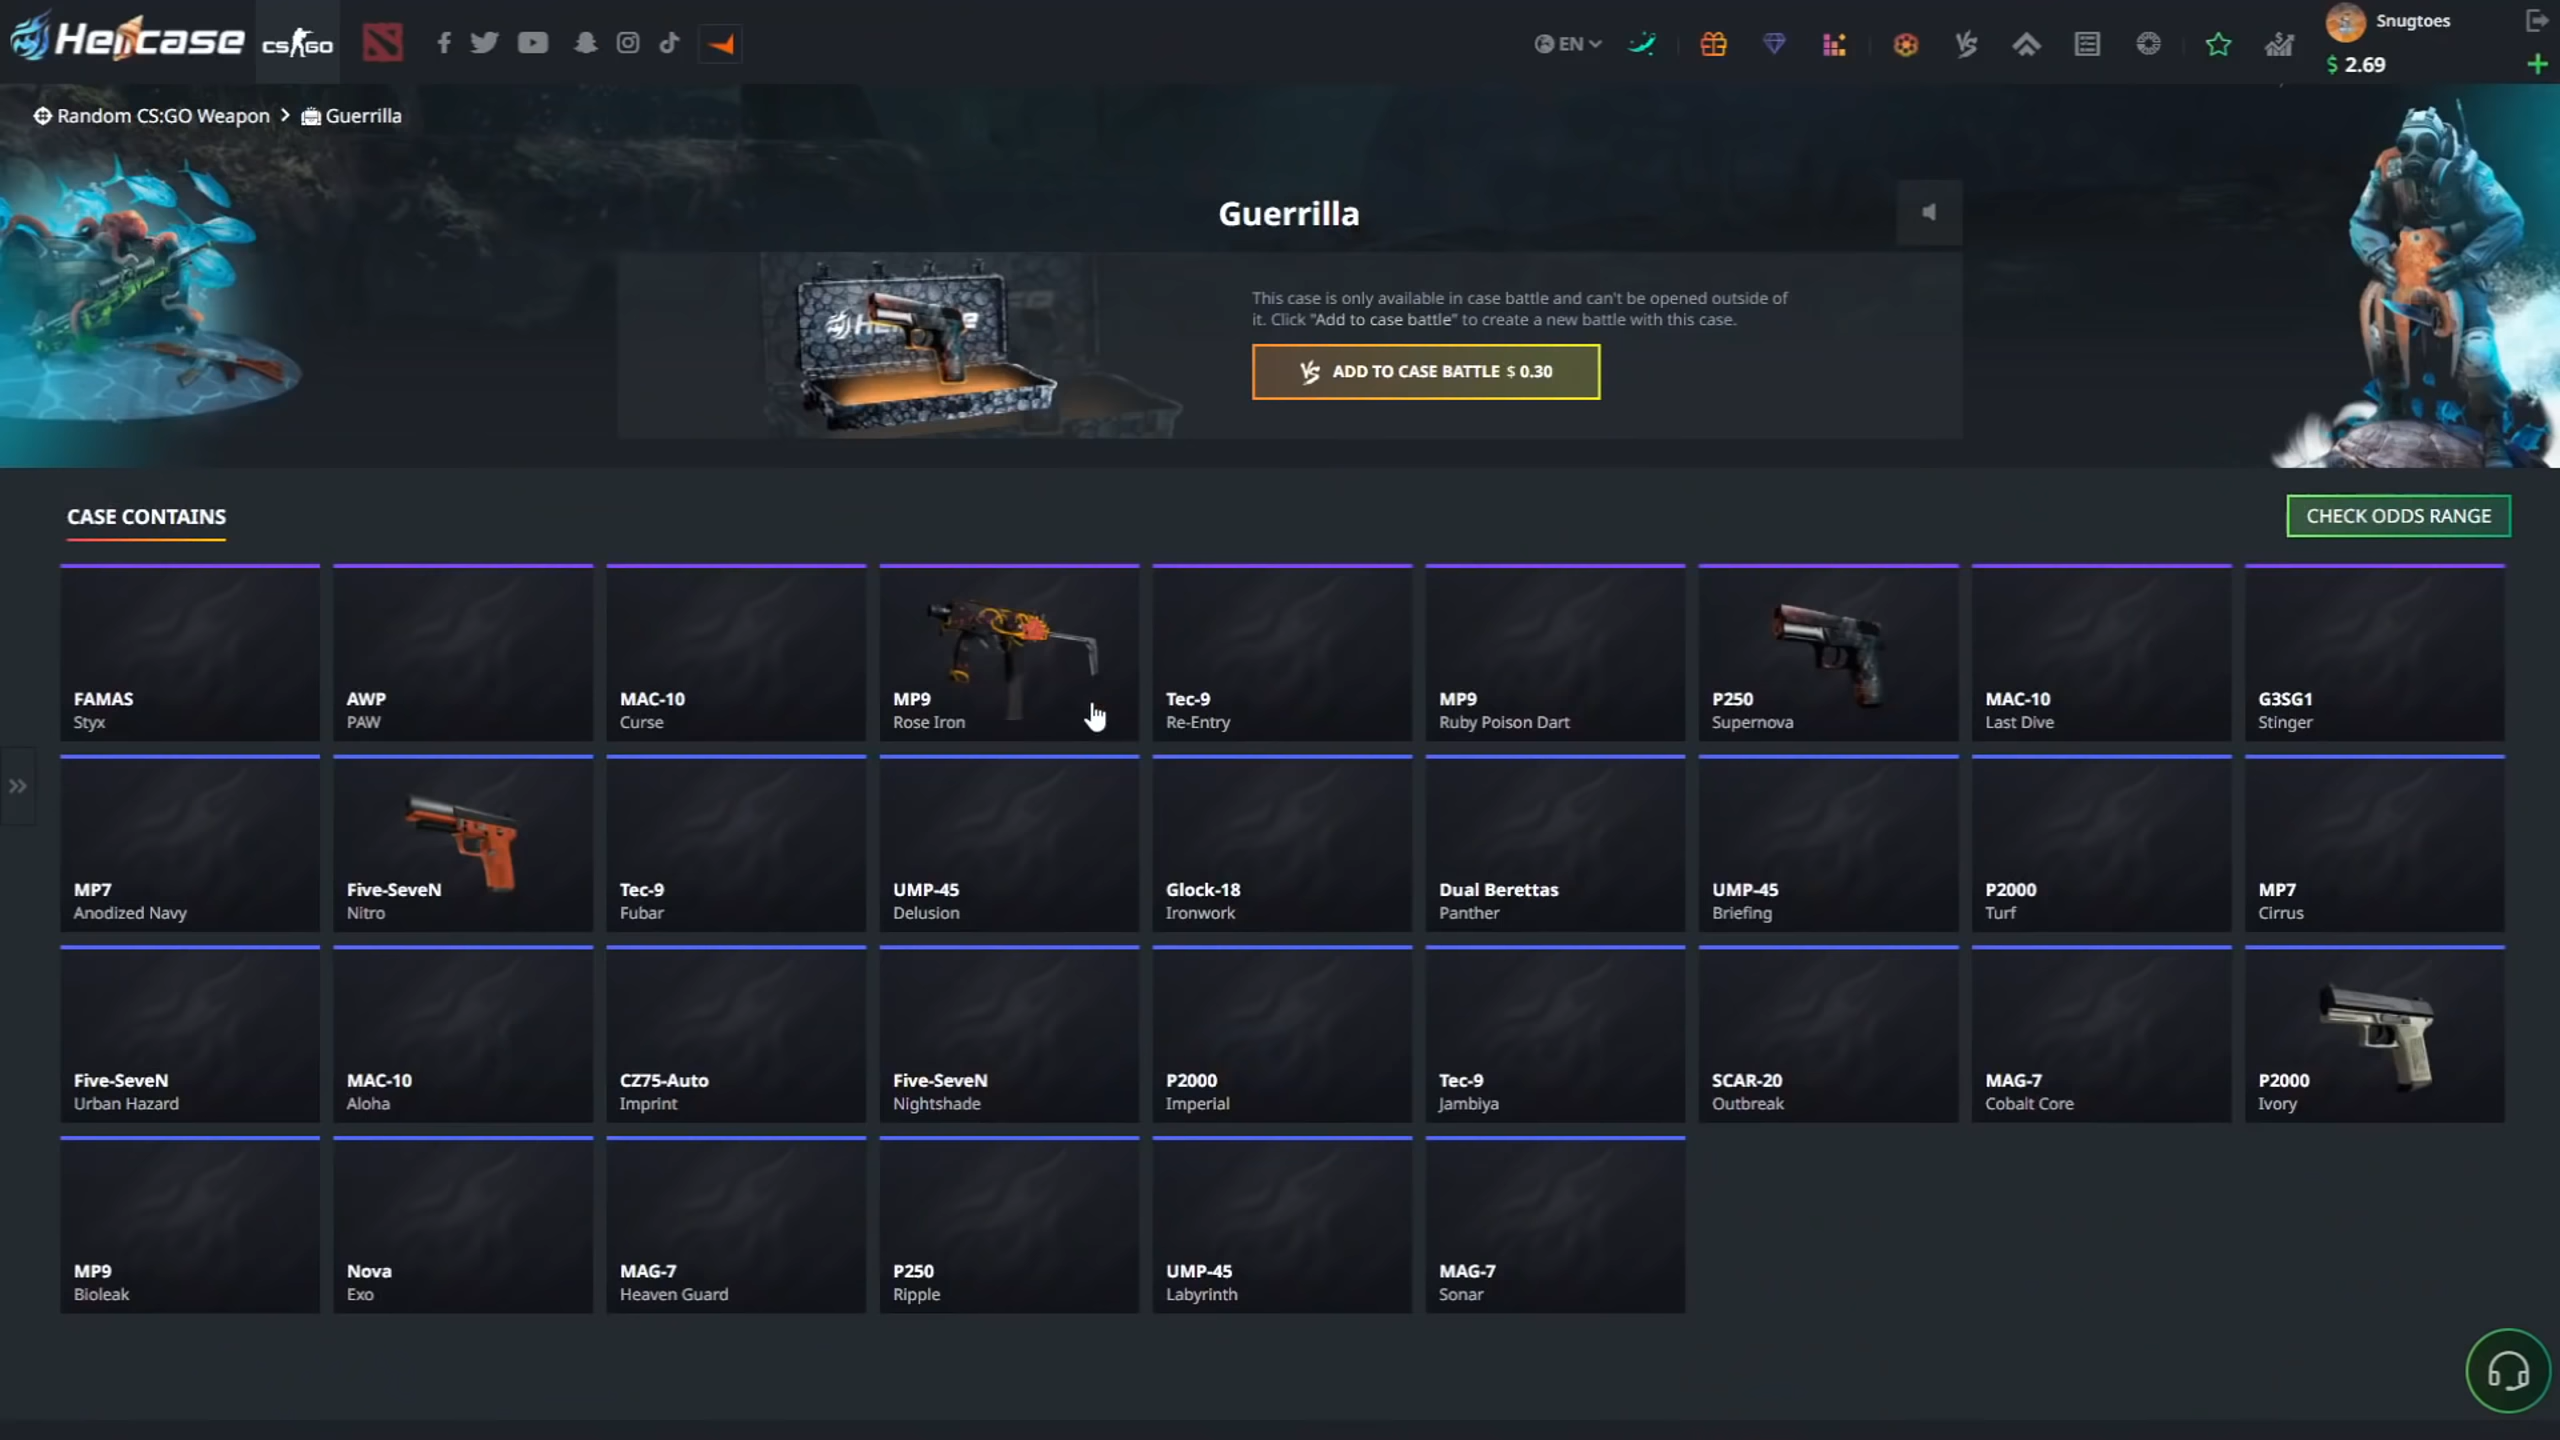 Hellcase
CS:GO
EN
Snugtoes
$ 2.69
Random CS:GO Weapon > Guerrilla
Guerrilla
This case is only available in case battle and can't be opened outside of
it. Click "Add to case battle" to create a new battle with this case.
ADD TO CASE BATTLE $ 0.30
CASE CONTAINS
CHECK ODDS RANGE
FAMAS
Styx
AWP
PAW
MAC-10
Curse
MP9
Rose Iron
Tec-9
Re-Entry
MP9
Ruby Poison Dart
P250
Supernova
MAC-10
Last Dive
G3SG1
Stinger
MP7
Anodized Navy
Five-SeveN
Nitro
Tec-9
Fubar
UMP-45
Delusion
Glock-18
Ironwork
Dual Berettas
Panther
UMP-45
Briefing
P2000
Turf
MP7
Cirrus
Five-SeveN
Urban Hazard
MAC-10
Aloha
CZ75-Auto
Imprint
Five-SeveN
Nightshade
P2000
Imperial
Tec-9
Jambiya
SCAR-20
Outbreak
MAG-7
Cobalt Core
P2000
Ivory
MP9
Bioleak
Nova
Exo
MAG-7
Heaven Guard
P250
Ripple
UMP-45
Labyrinth
MAG-7
Sonar